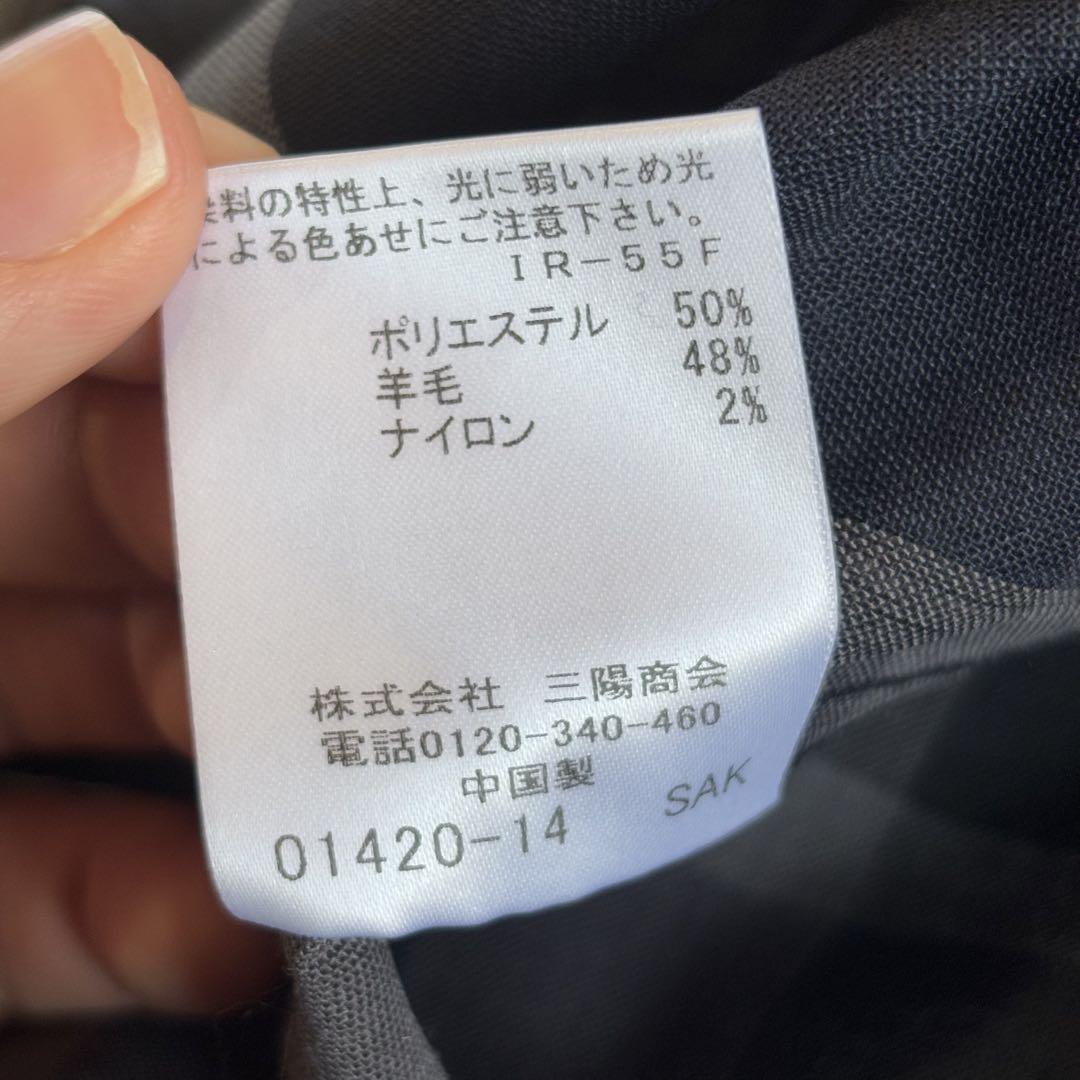 染料の特性上、光に弱いため光
による色あせにご注意下さい。
IR-55F
ポリエステル 50%
羊毛 48%
ナイロン 2%
株式会社 三陽商会
電話0120-340-460
中国製
SAK
01420-14